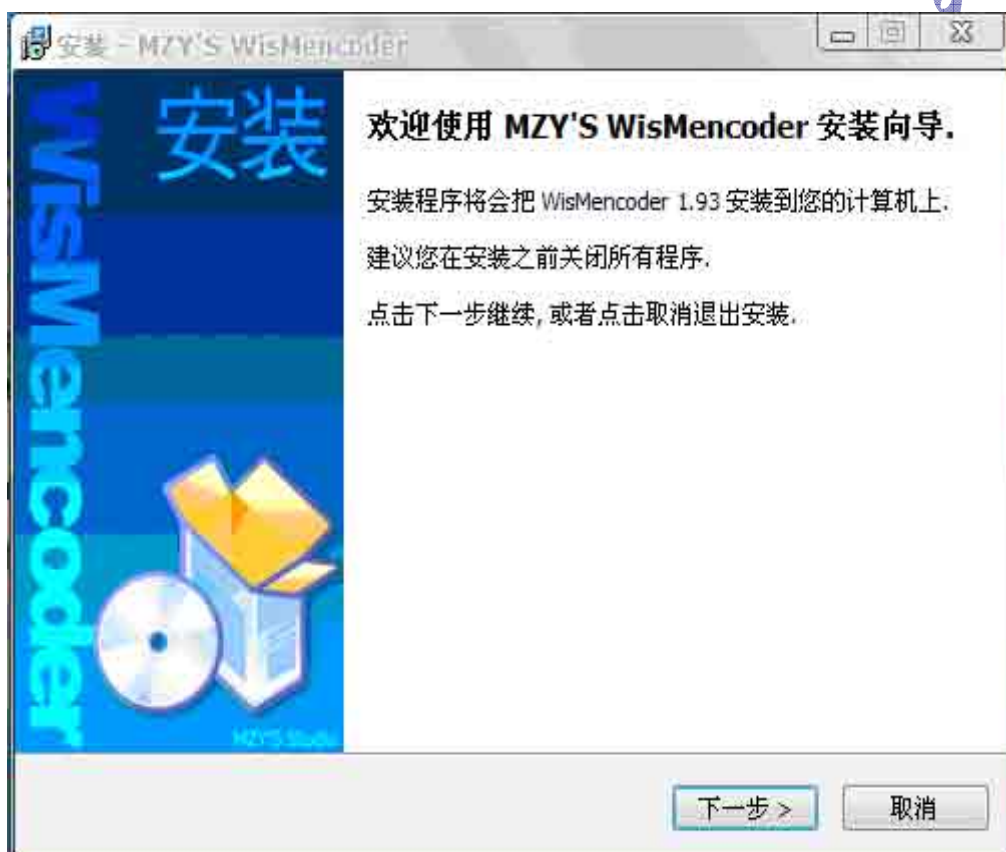 安装 - MZY'S WisMencoder
WisMencoder
安装
欢迎使用 MZY'S WisMencoder 安装向导.
安装程序将会把 WisMencoder 1.93 安装到您的计算机上.
建议您在安装之前关闭所有程序.
点击下一步继续, 或者点击取消退出安装.
MZY'S Studio
下一步 >
取消